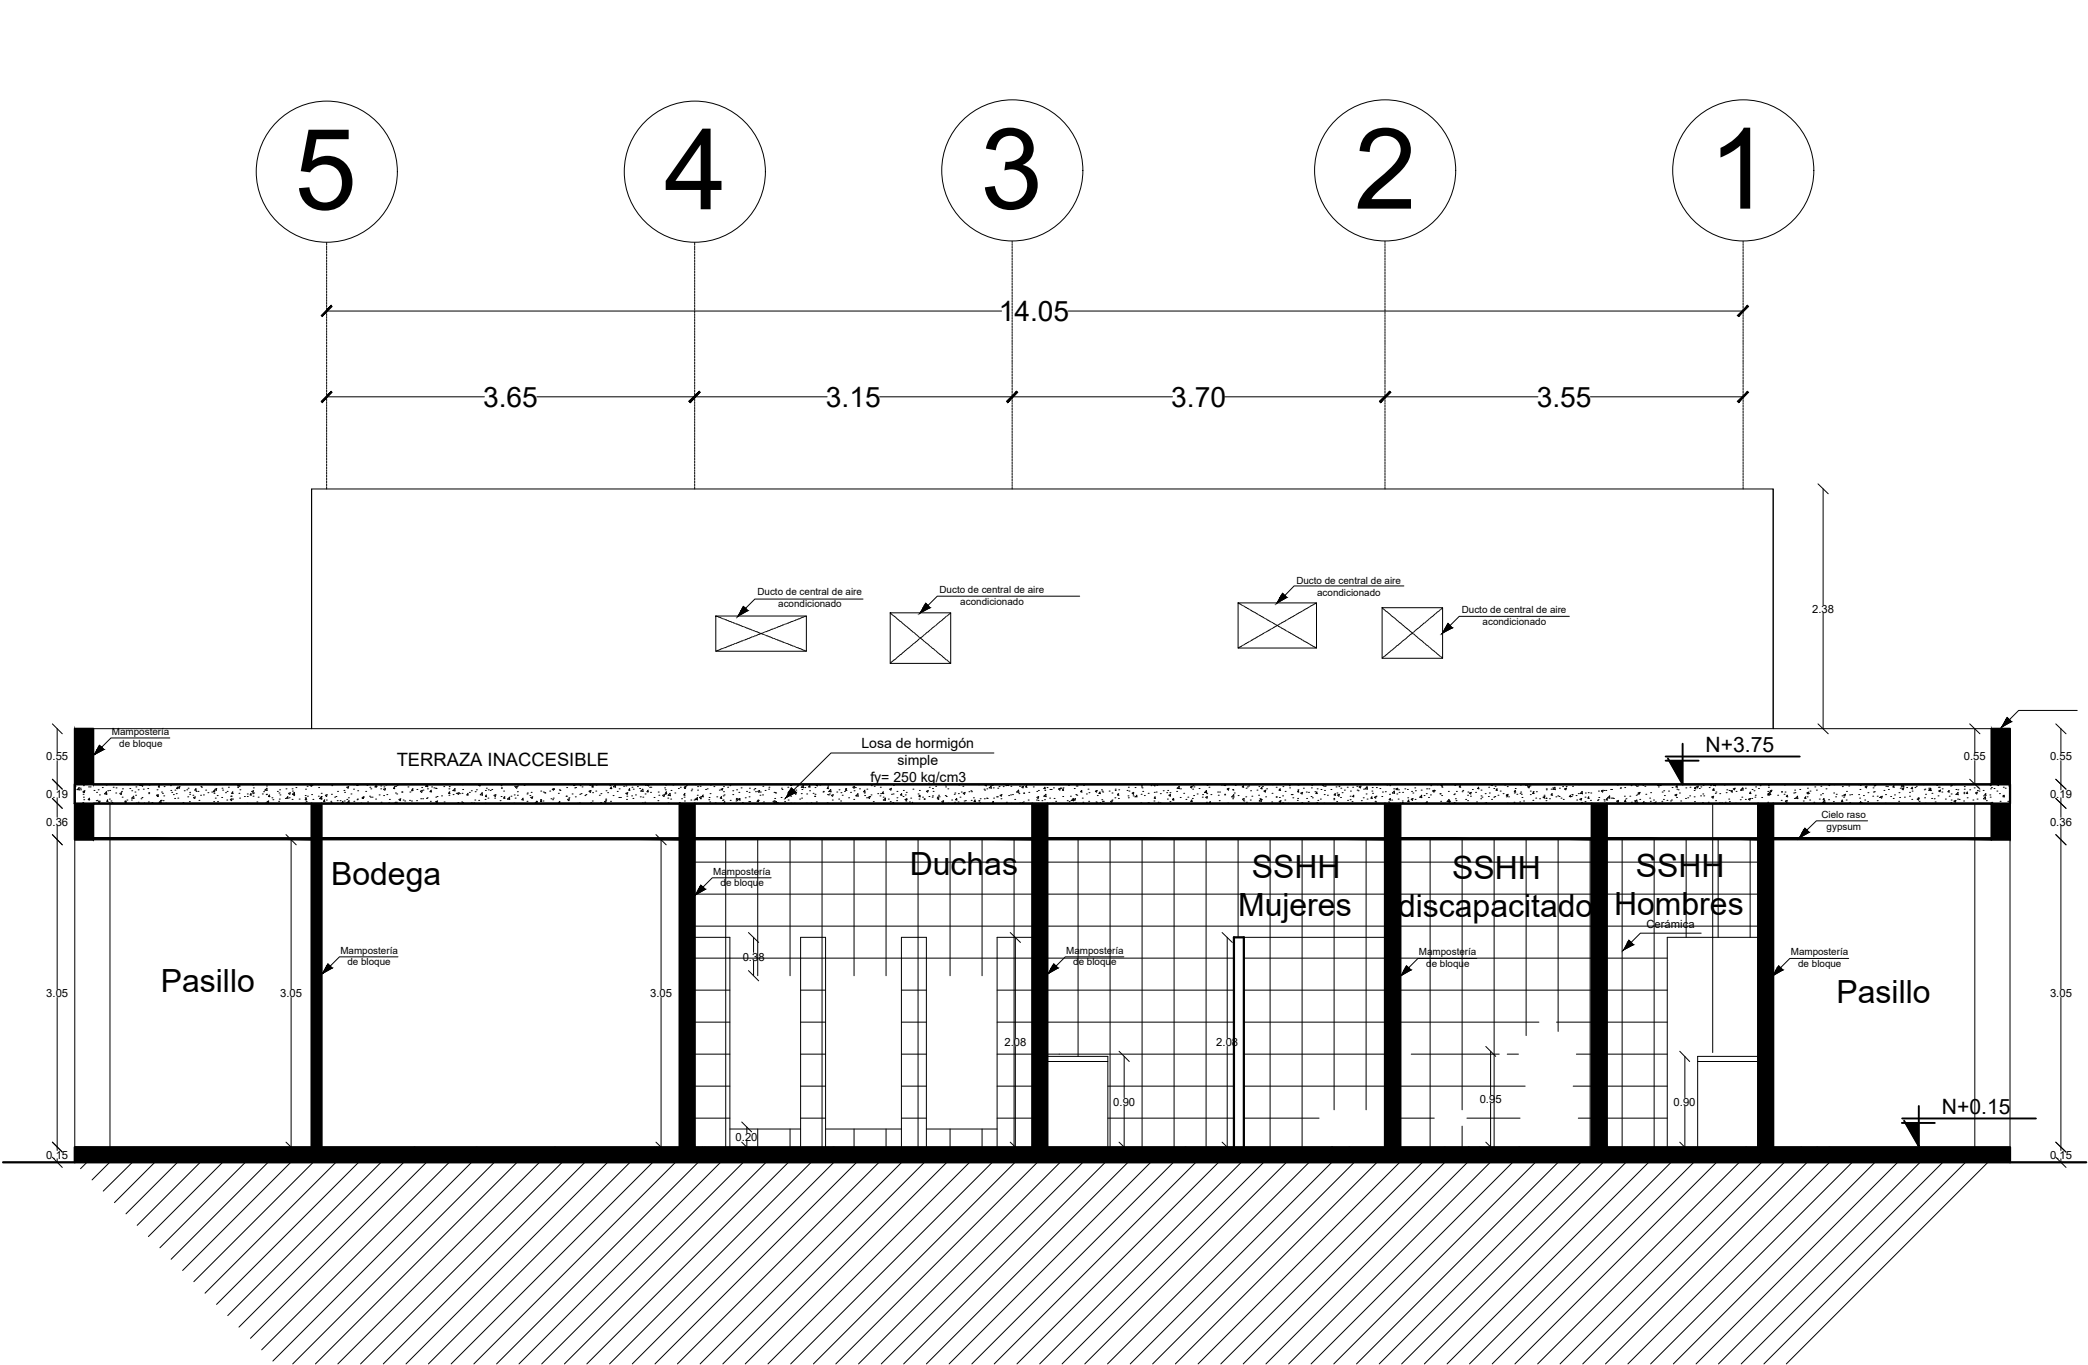 5 4 3 2 1
14.05
3.65 3.15 3.70 3.55
Ducto de central de aire
acondicionado
Ducto de central de aire
acondicionado
Ducto de central de aire
acondicionado
Ducto de central de aire
acondicionado
2.38
Mampostería
de bloque
TERRAZA INACCESIBLE
Losa de hormigón
simple
fy= 250 kg/cm3
N+3.75
0.55
0.55
0.55
0.19
0.19
0.36
0.36
Cielo raso
gypsum
Bodega
Duchas
SSHH
Mujeres
SSHH
discapacitado
SSHH
Hombres
Cerámica
Mampostería
de bloque
Mampostería
de bloque
Mampostería
de bloque
Mampostería
de bloque
Mampostería
de bloque
0.38
Pasillo
Pasillo
3.05
3.05
3.05
3.05
2.08
2.08
0.90
0.95
0.90
0.20
N+0.15
0.15
0.15